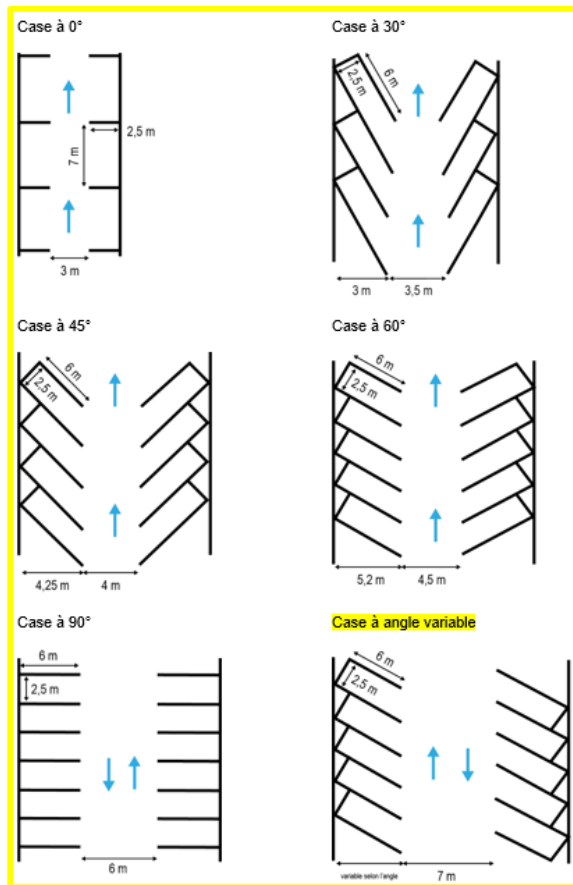 Case à 0°
2,5 m
7 m
3 m
Case à 30°
2,5 m
6 m
3 m
3,5 m
Case à 45°
6 m
2,5 m
4,25 m
4 m
Case à 60°
6 m
2,5 m
5,2 m
4,5 m
Case à 90°
6 m
2,5 m
6 m
Case à angle variable
6 m
2,5 m
variable selon l'angle
7 m